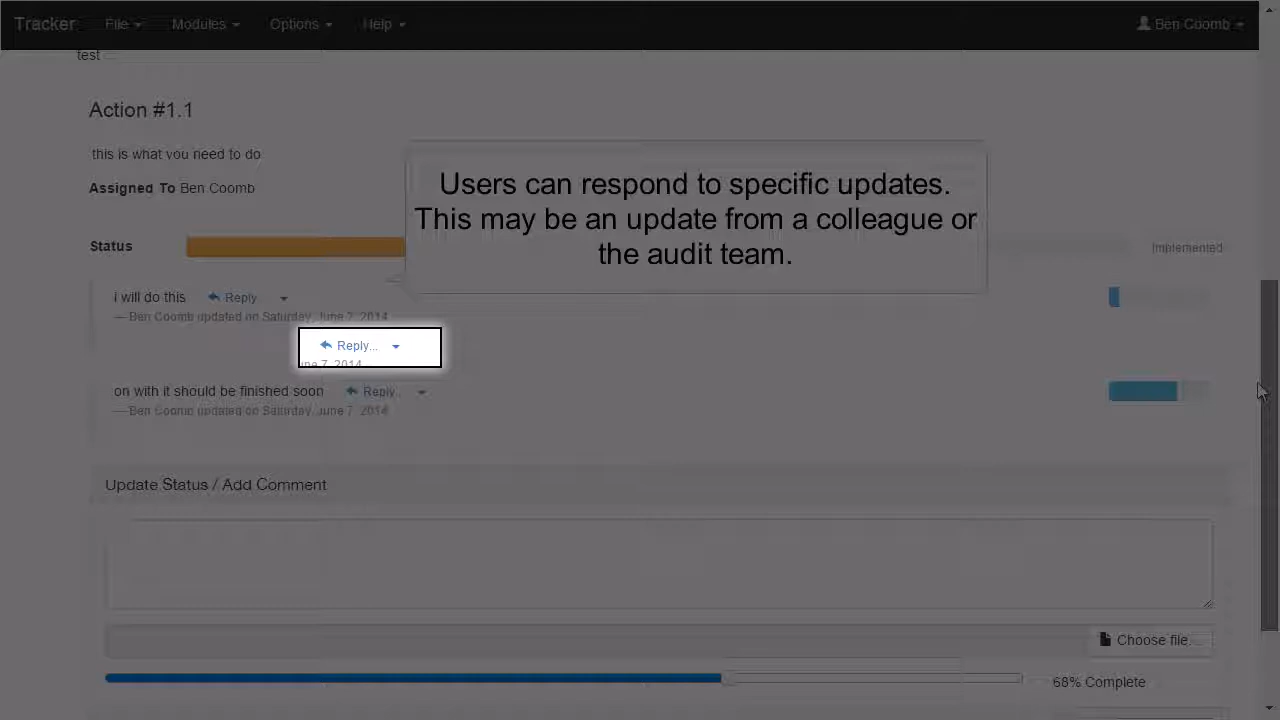 Tracker File Modules Options Help Ben Coomb
test
Action #1.1
this is what you need to do
Users can respond to specific updates.
This may be an update from a colleague or
the audit team.
Assigned To Ben Coomb
Status Implemented
i will do this Reply
— Ben Coomb updated on Saturday, June 7, 2014
Reply...
une 7, 2014
on with it should be finished soon Reply..
— Ben Coomb updated on Saturday, June 7, 2014
Update Status / Add Comment
Choose file...
68% Complete